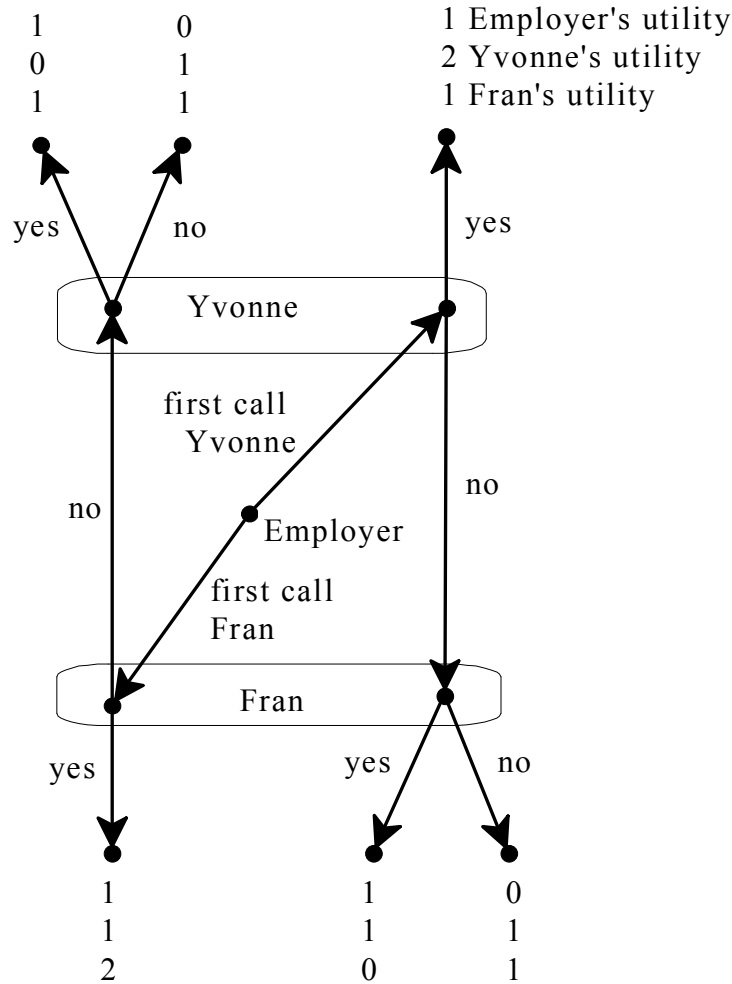 1 0 1 Employer's utility
0 1 2 Yvonne's utility
1 1 1 Fran's utility
yes no yes
Yvonne
first call
Yvonne
no no
Employer
first call
Fran
Fran
yes yes no
1 1 0
1 1 1
2 0 1